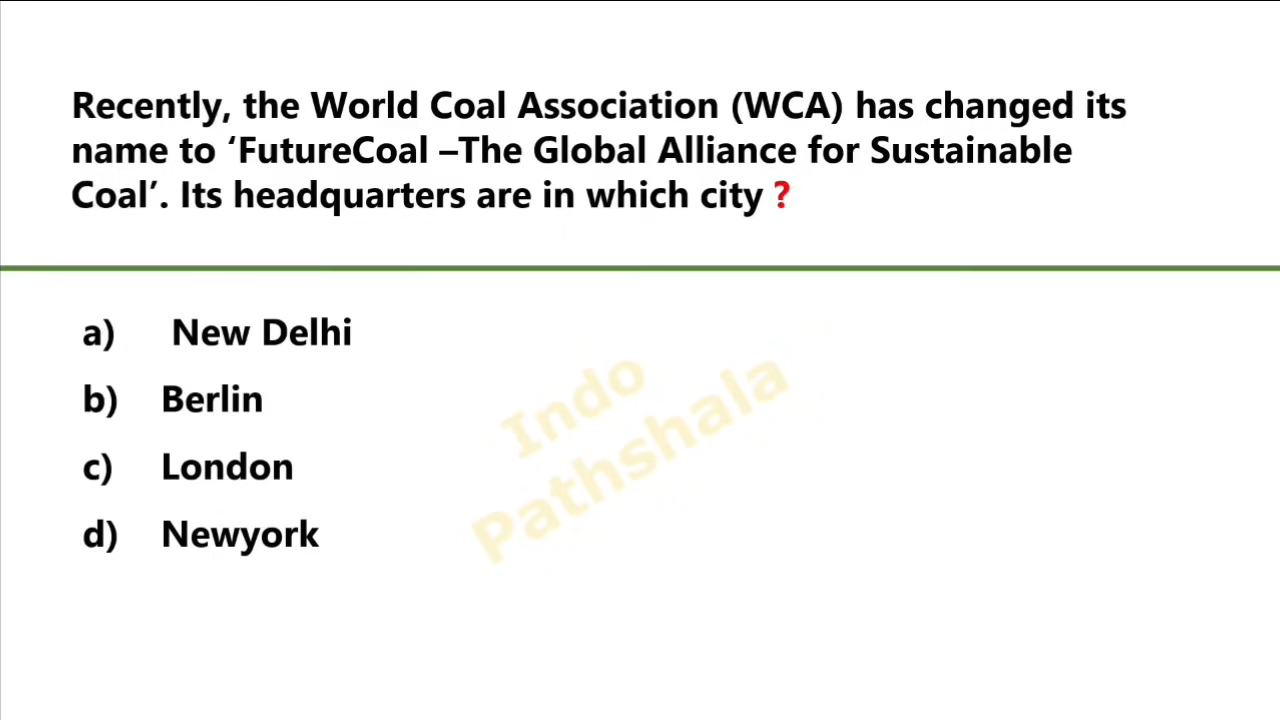 Recently, the World Coal Association (WCA) has changed its
name to ‘FutureCoal –The Global Alliance for Sustainable
Coal’. Its headquarters are in which city ?
a) New Delhi
b) Berlin
c) London
d) Newyork
Indo
Pathshala